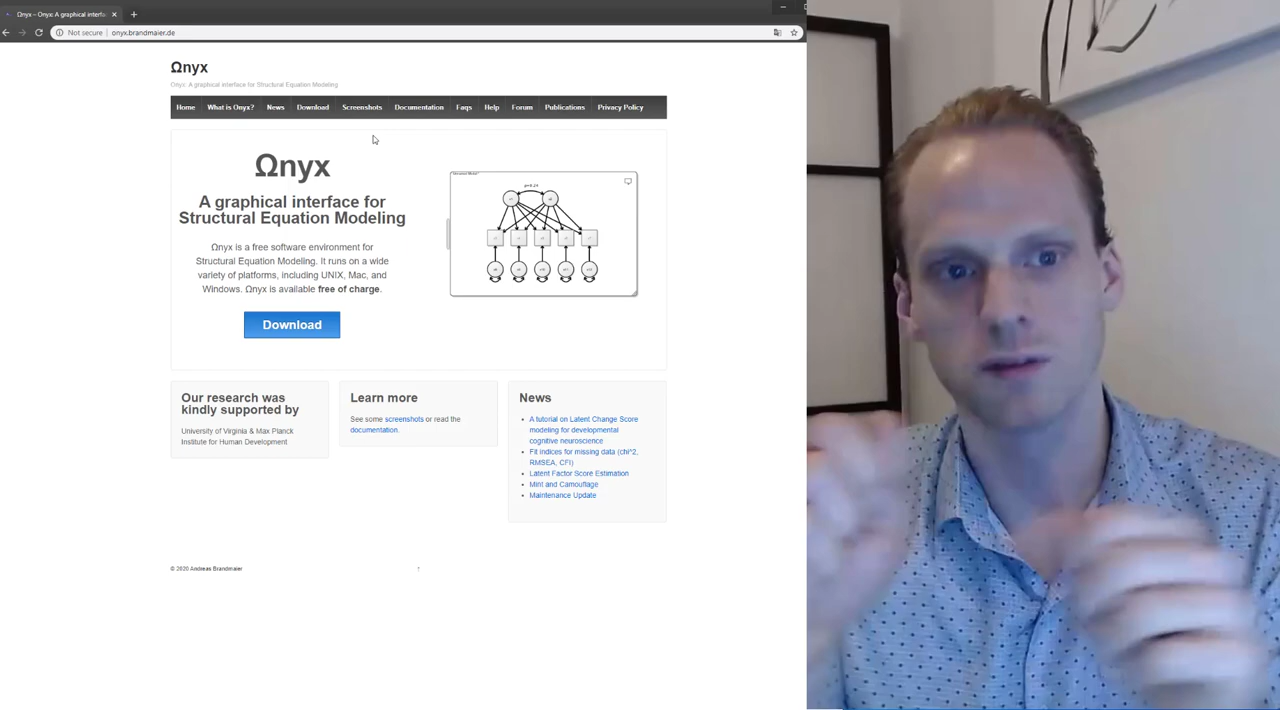 Ωnyx – Onyx: A graphical interfa
Not secure | onyx.brandmaier.de
Ωnyx
Onyx: A graphical interface for Structural Equation Modeling
Home What is Onyx? News Download Screenshots Documentation Faqs Help Forum Publications Privacy Policy
Ωnyx
A graphical interface for
Structural Equation Modeling
Ωnyx is a free software environment for
Structural Equation Modeling. It runs on a wide
variety of platforms, including UNIX, Mac, and
Windows. Ωnyx is available free of charge.
Download
Our research was
kindly supported by
University of Virginia & Max Planck
Institute for Human Development
Learn more
See some screenshots or read the
documentation.
News
A tutorial on Latent Change Score
modeling for developmental
cognitive neuroscience
Fit indices for missing data (chi^2,
RMSEA, CFI)
Latent Factor Score Estimation
Mint and Camouflage
Maintenance Update
© 2020 Andreas Brandmaier
↑